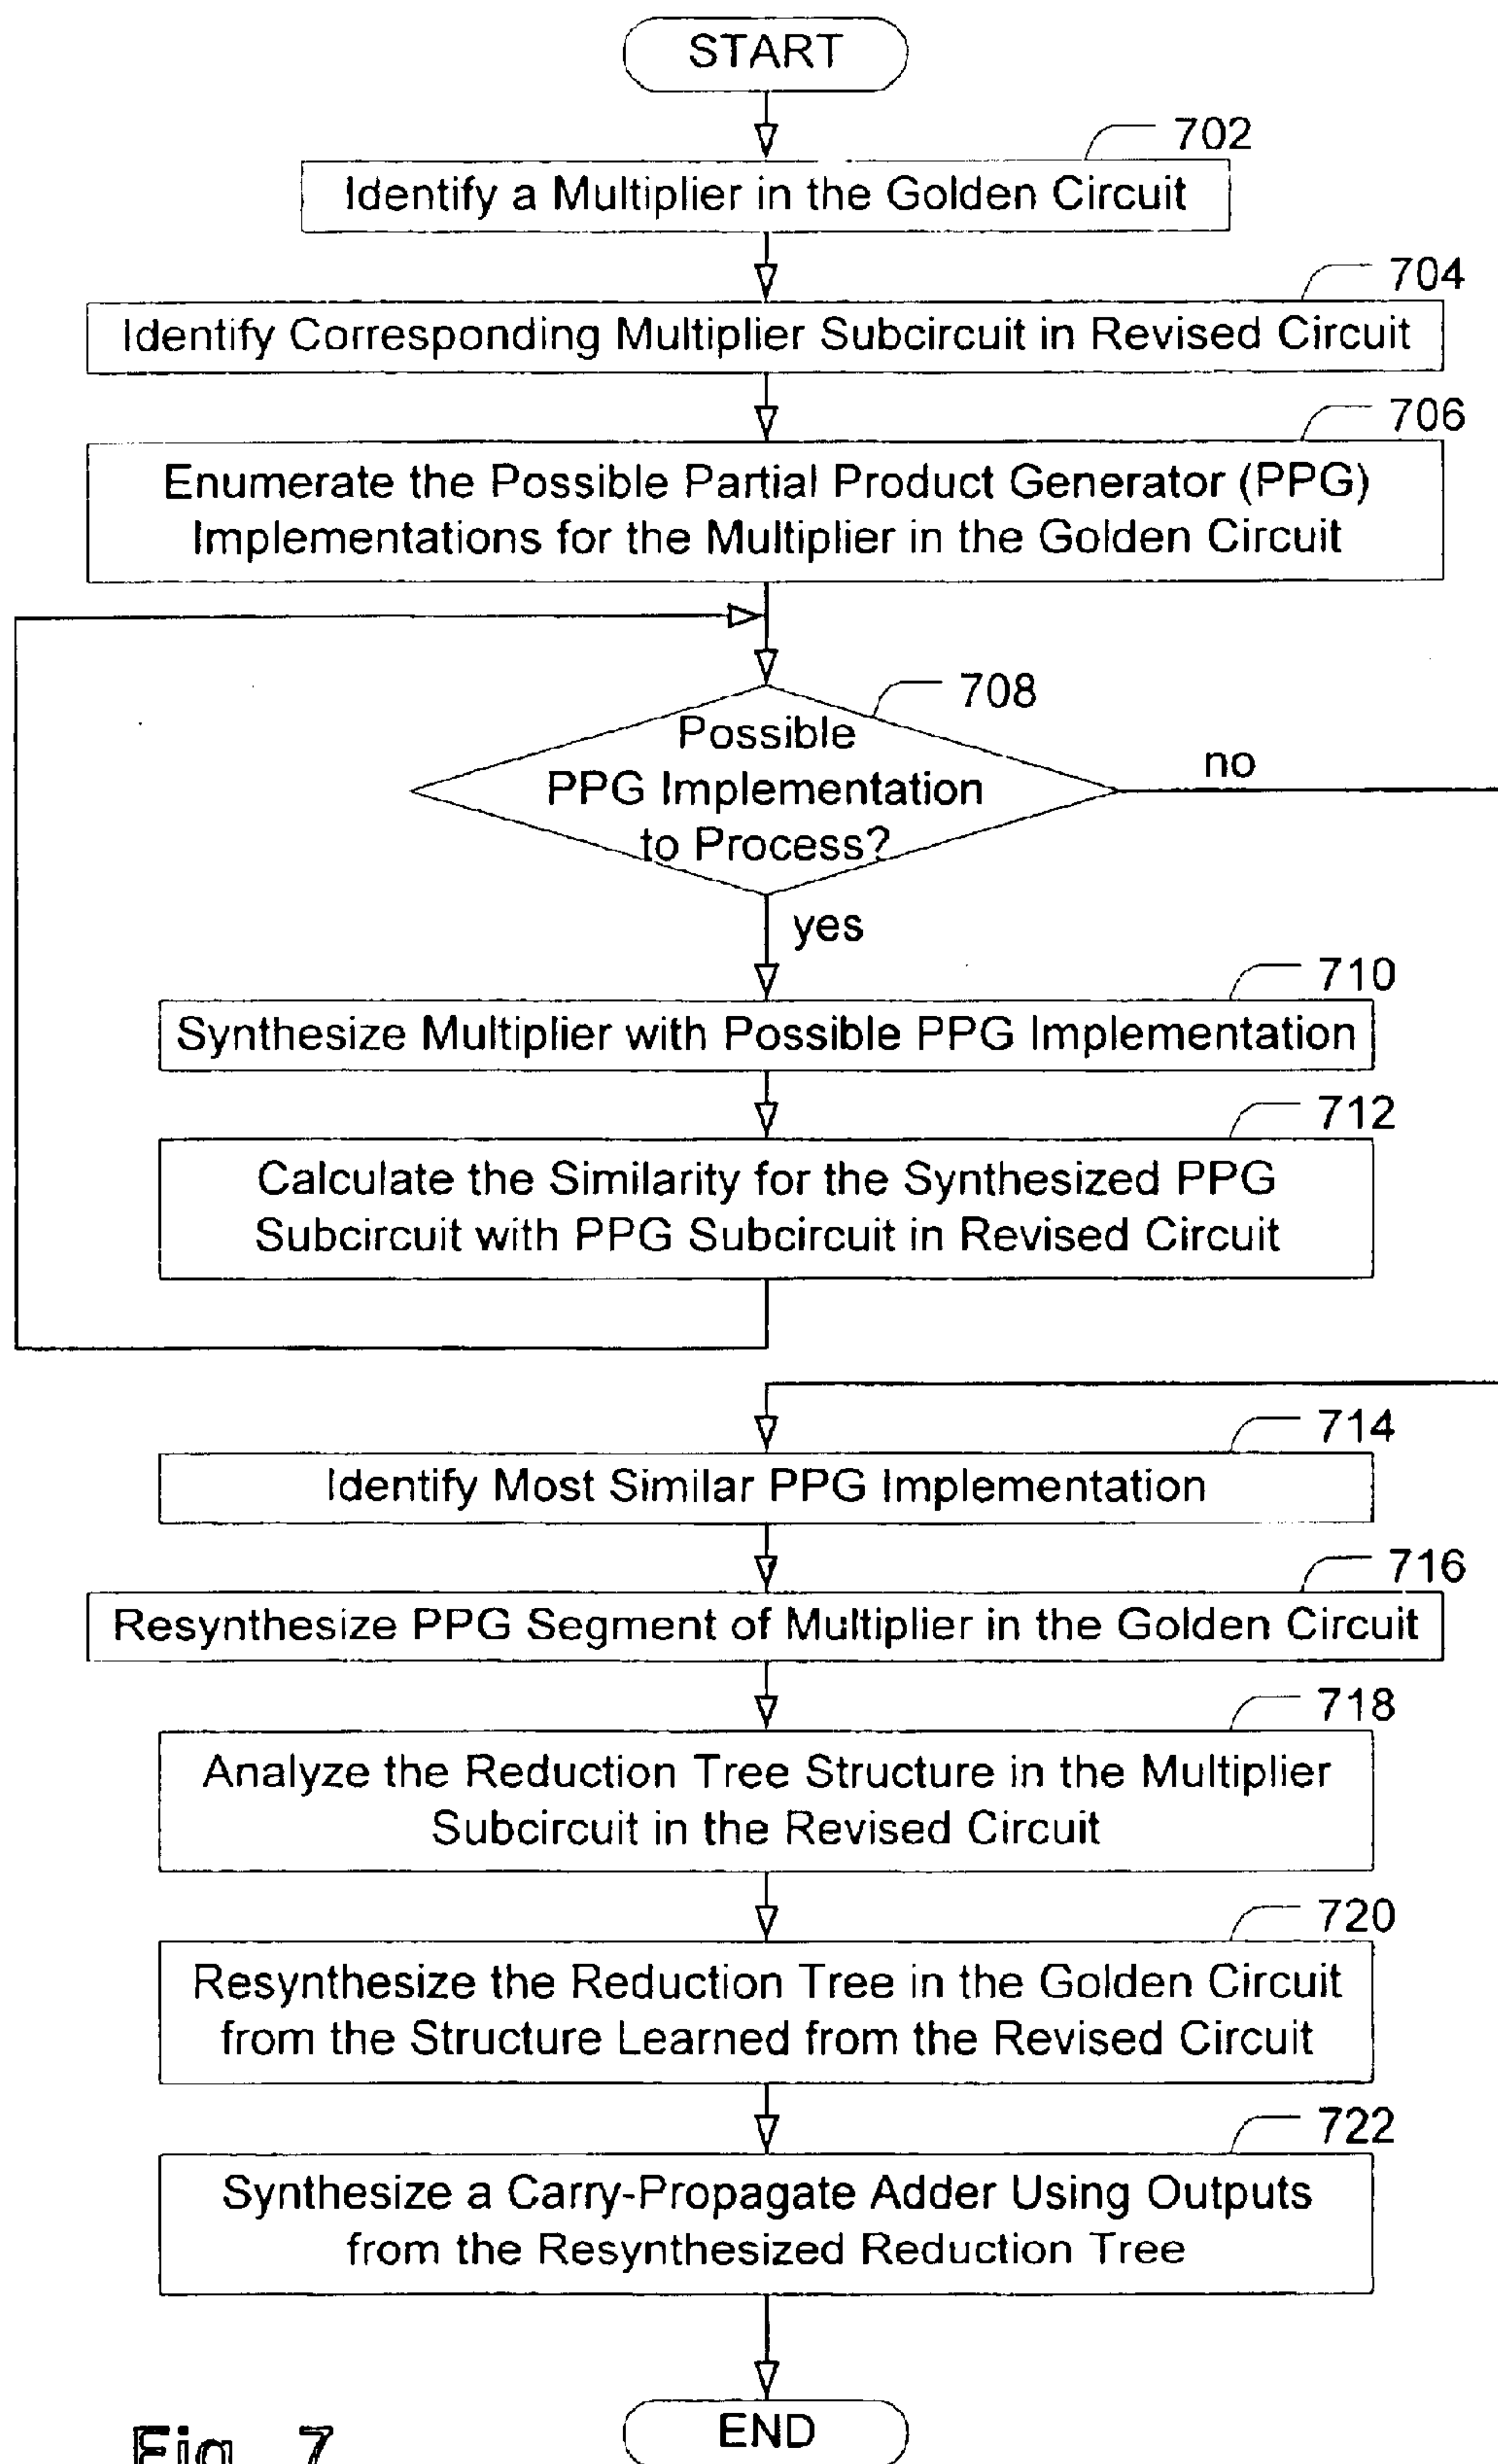 START
702
Identify a Multiplier in the Golden Circuit
704
Identify Corresponding Multiplier Subcircuit in Revised Circuit
706
Enumerate the Possible Partial Product Generator (PPG)
Implementations for the Multiplier in the Golden Circuit
708
Possible
PPG Implementation
to Process?
no
yes
710
Synthesize Multiplier with Possible PPG Implementation
712
Calculate the Similarity for the Synthesized PPG
Subcircuit with PPG Subcircuit in Revised Circuit
714
Identify Most Similar PPG Implementation
716
Resynthesize PPG Segment of Multiplier in the Golden Circuit
718
Analyze the Reduction Tree Structure in the Multiplier
Subcircuit in the Revised Circuit
720
Resynthesize the Reduction Tree in the Golden Circuit
from the Structure Learned from the Revised Circuit
722
Synthesize a Carry-Propagate Adder Using Outputs
from the Resynthesized Reduction Tree
END
Fig. 7